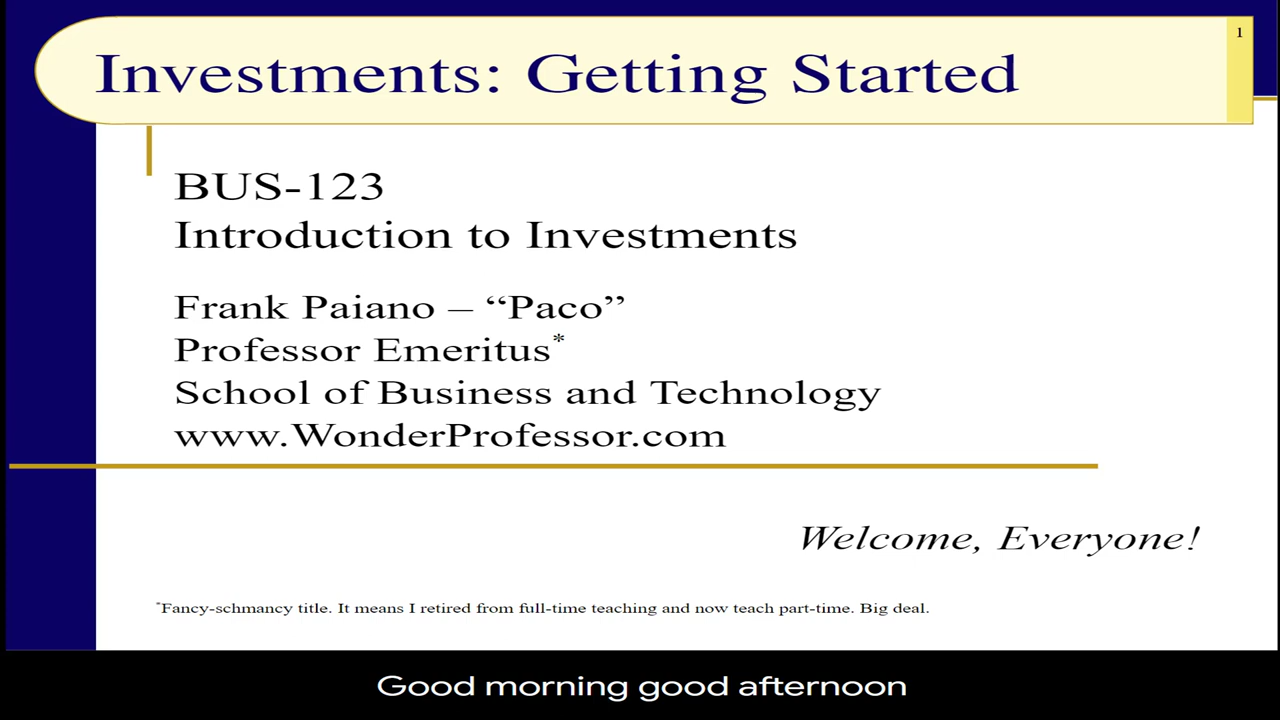 Investments: Getting Started
1
BUS-123
Introduction to Investments
Frank Paiano – “Paco”
Professor Emeritus*
School of Business and Technology
www.WonderProfessor.com
Welcome, Everyone!
*Fancy-schmancy title. It means I retired from full-time teaching and now teach part-time. Big deal.
Good morning good afternoon